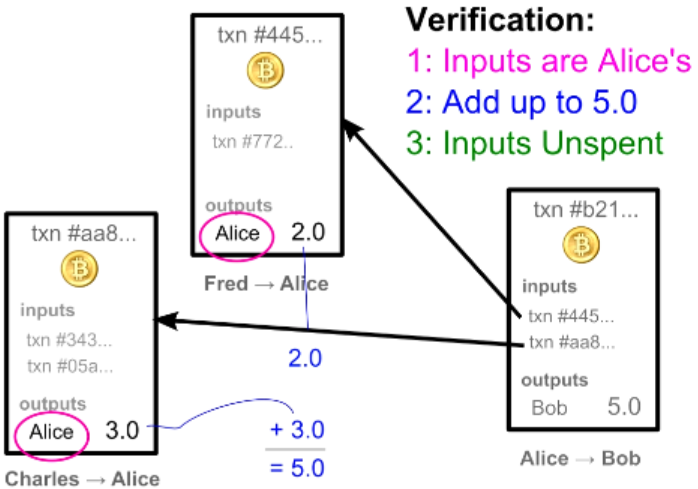 Verification:
1: Inputs are Alice's
2: Add up to 5.0
3: Inputs Unspent
txn #445...
inputs
txn #772..
outputs
Alice 2.0
Fred → Alice
txn #aa8...
inputs
txn #343...
txn #05a...
outputs
Alice 3.0
Charles → Alice
2.0
+ 3.0
= 5.0
txn #b21...
inputs
txn #445...
txn #aa8...
outputs
Bob 5.0
Alice → Bob